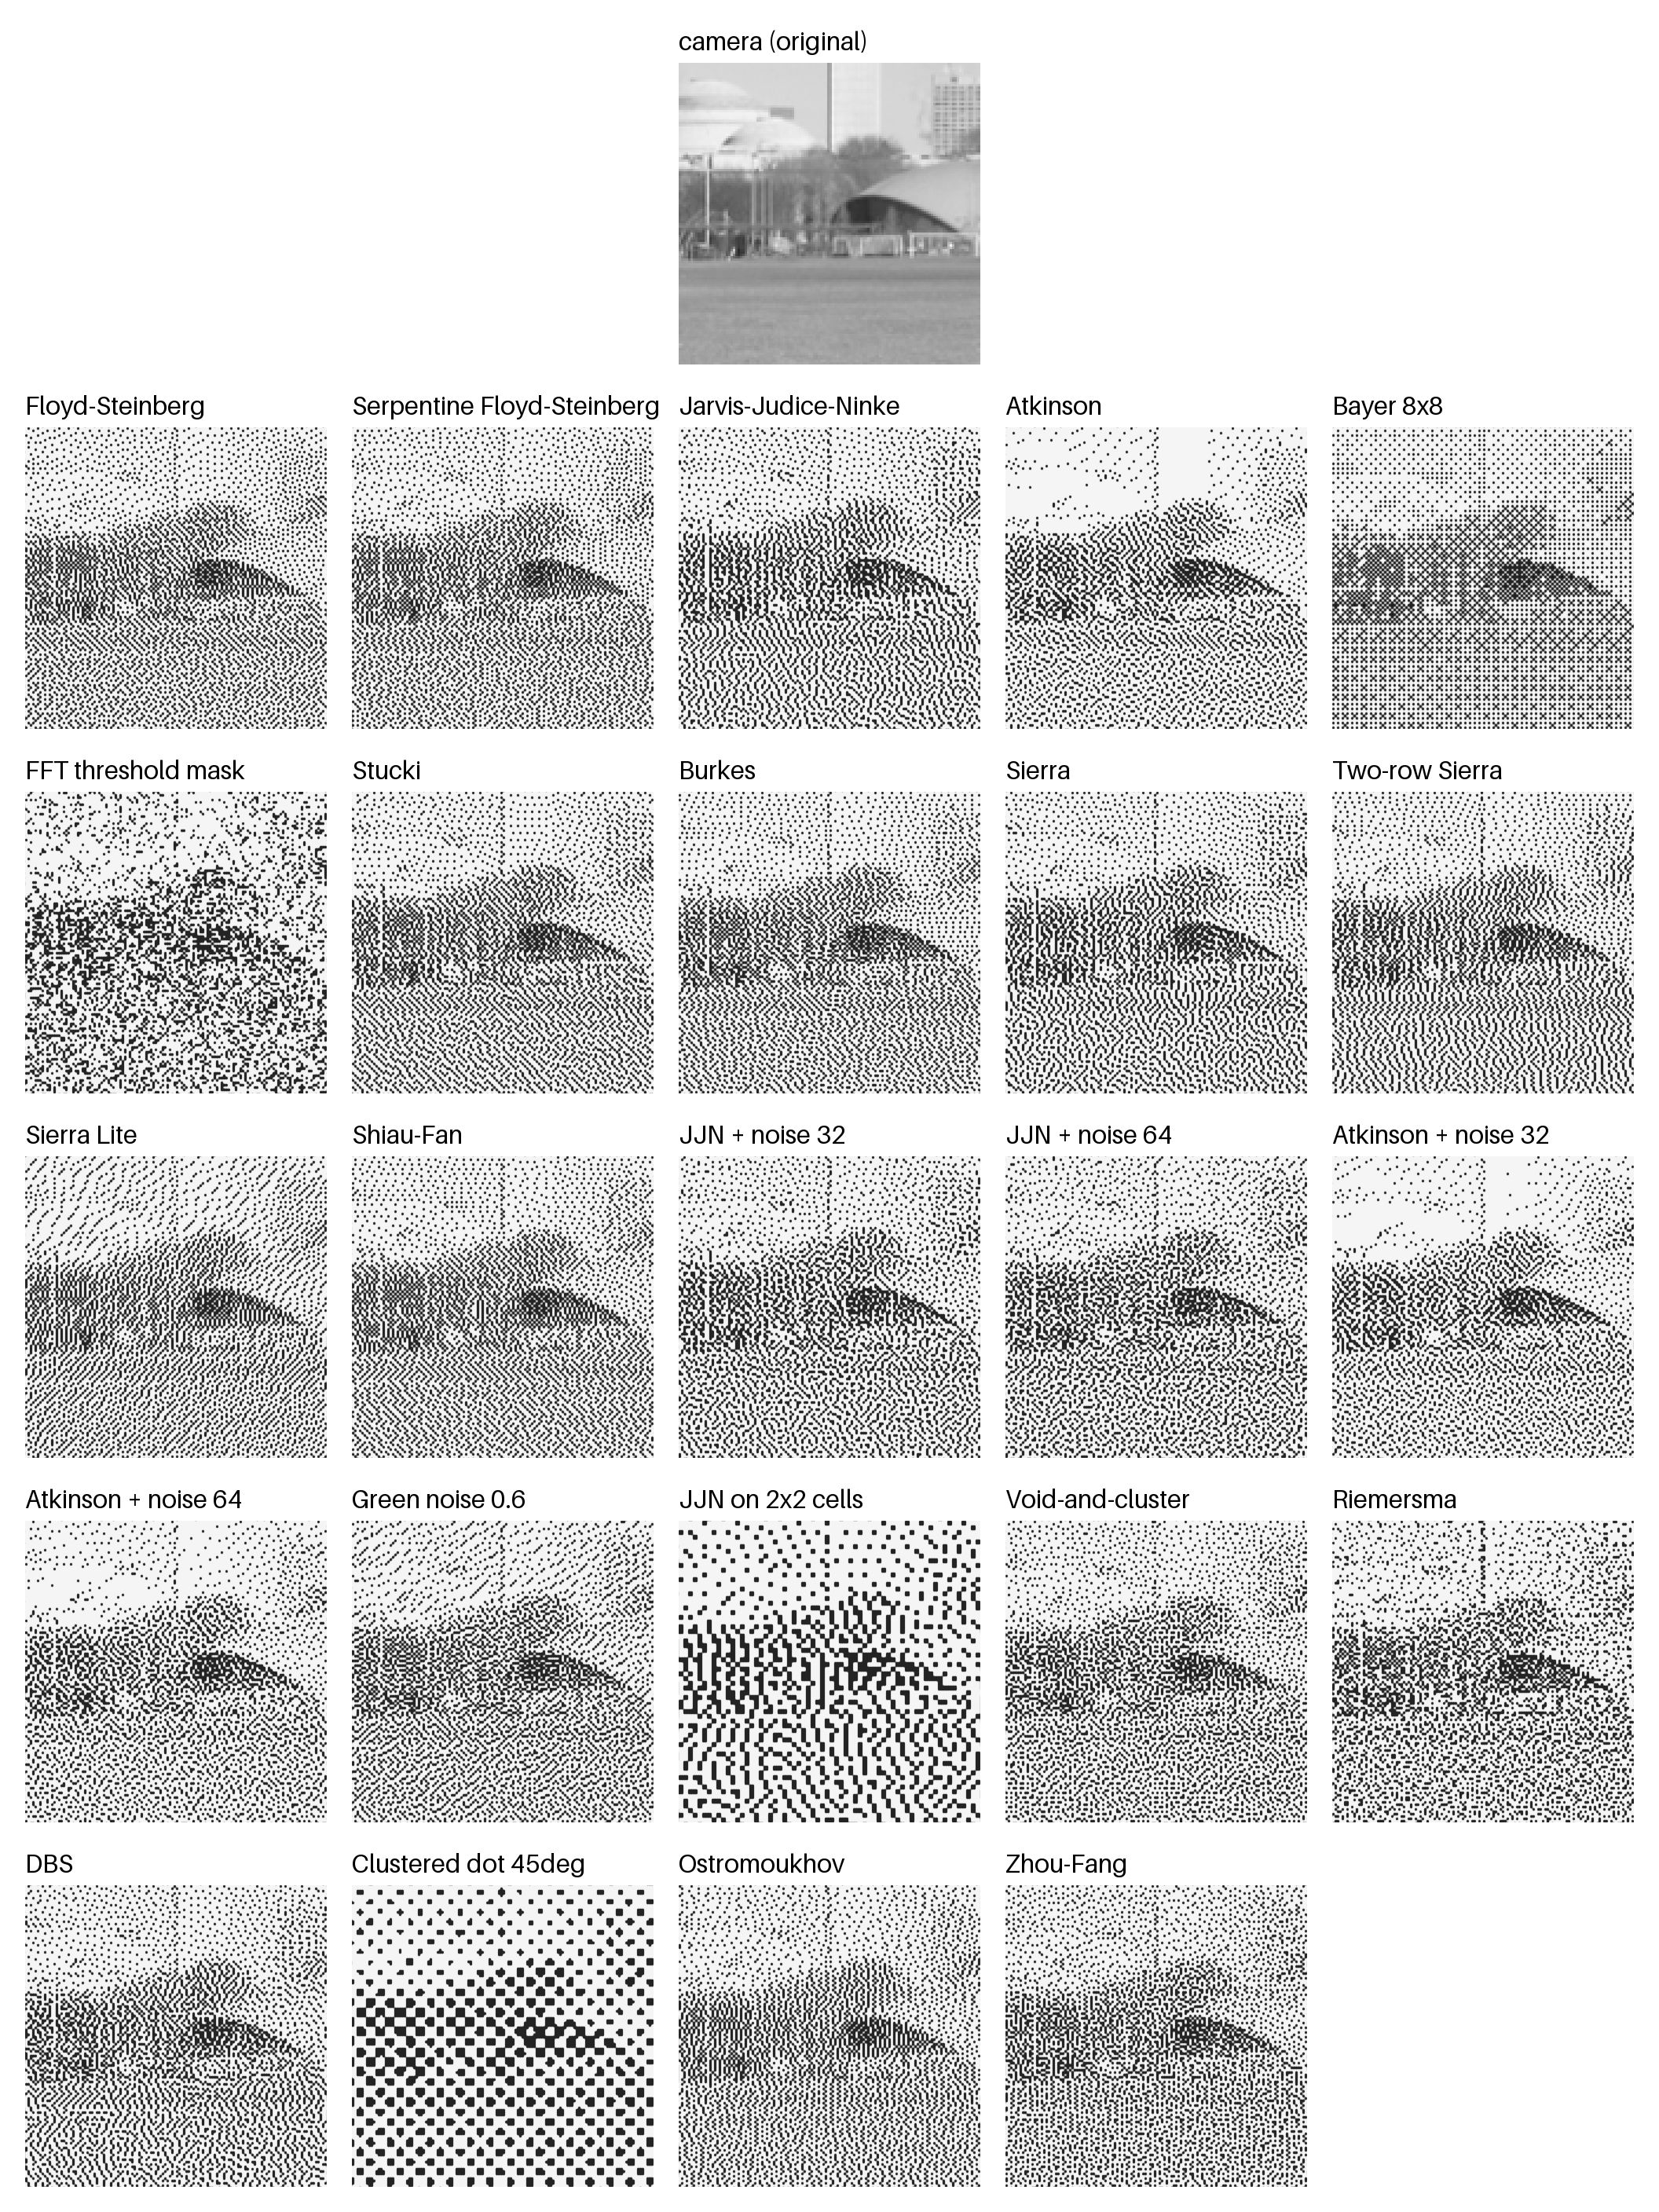 camera (original)
Floyd-Steinberg
Serpentine Floyd-Steinberg
Jarvis-Judice-Ninke
Atkinson
Bayer 8x8
FFT threshold mask
Stucki
Burkes
Sierra
Two-row Sierra
Sierra Lite
Shiau-Fan
JJN + noise 32
JJN + noise 64
Atkinson + noise 32
Atkinson + noise 64
Green noise 0.6
JJN on 2x2 cells
Void-and-cluster
Riemersma
DBS
Clustered dot 45deg
Ostromoukhov
Zhou-Fang